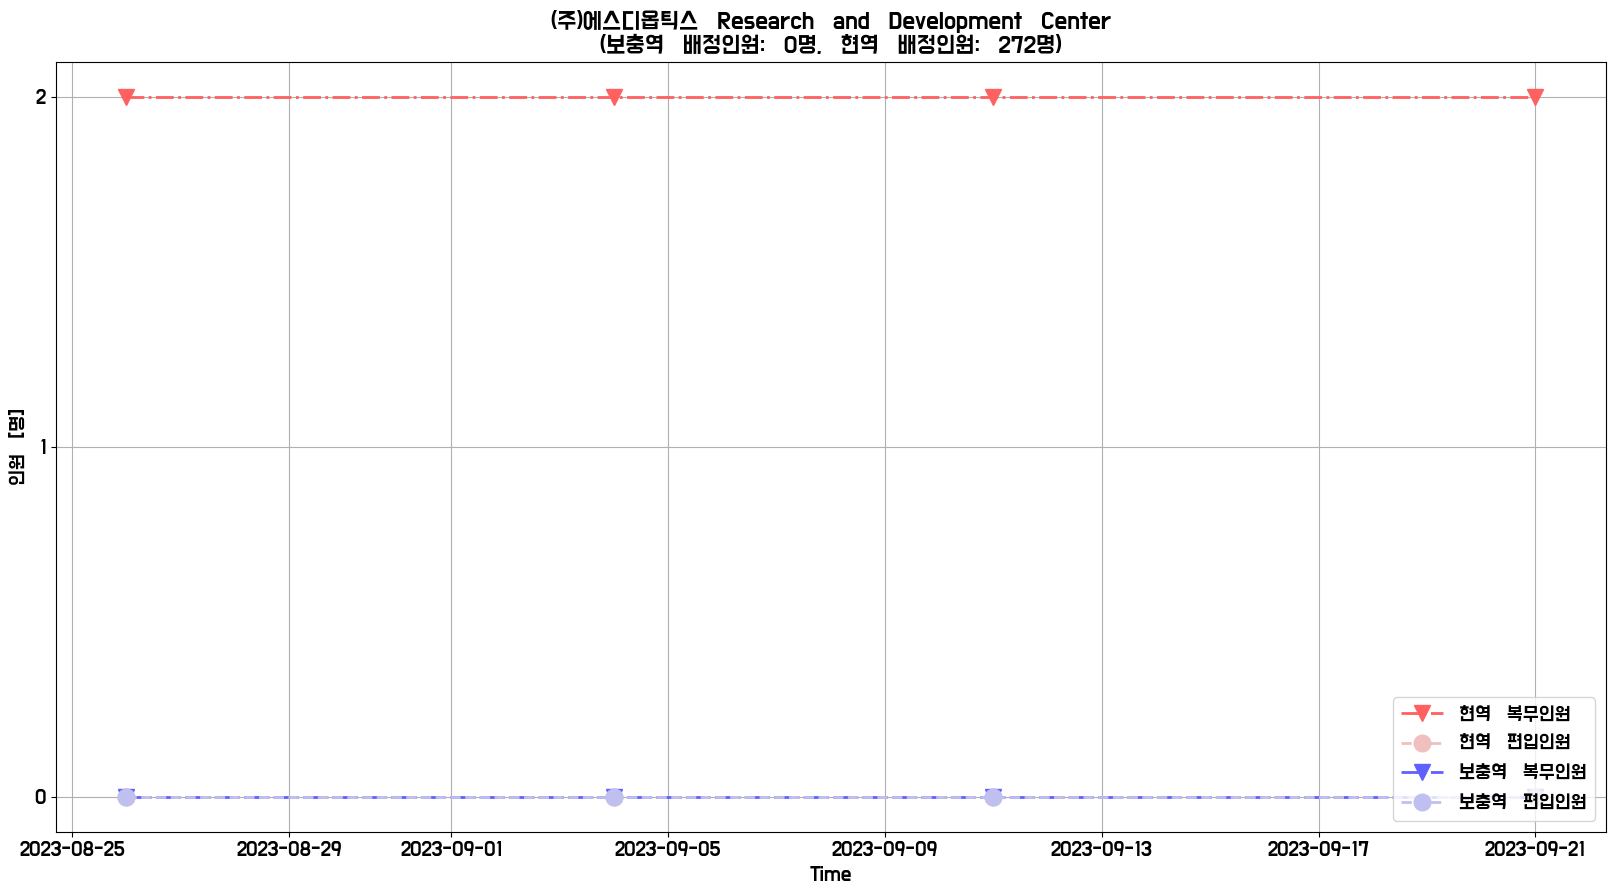 (주)에스디옵틱스 Research and Development Center
(보충역 배정인원: 0명, 현역 배정인원: 272명)
2
1
0
인원 [명]
현역 복무인원
현역 편입인원
보충역 복무인원
보충역 편입인원
2023-08-25 2023-08-29 2023-09-01 2023-09-05 2023-09-09 2023-09-13 2023-09-17 2023-09-21
Time